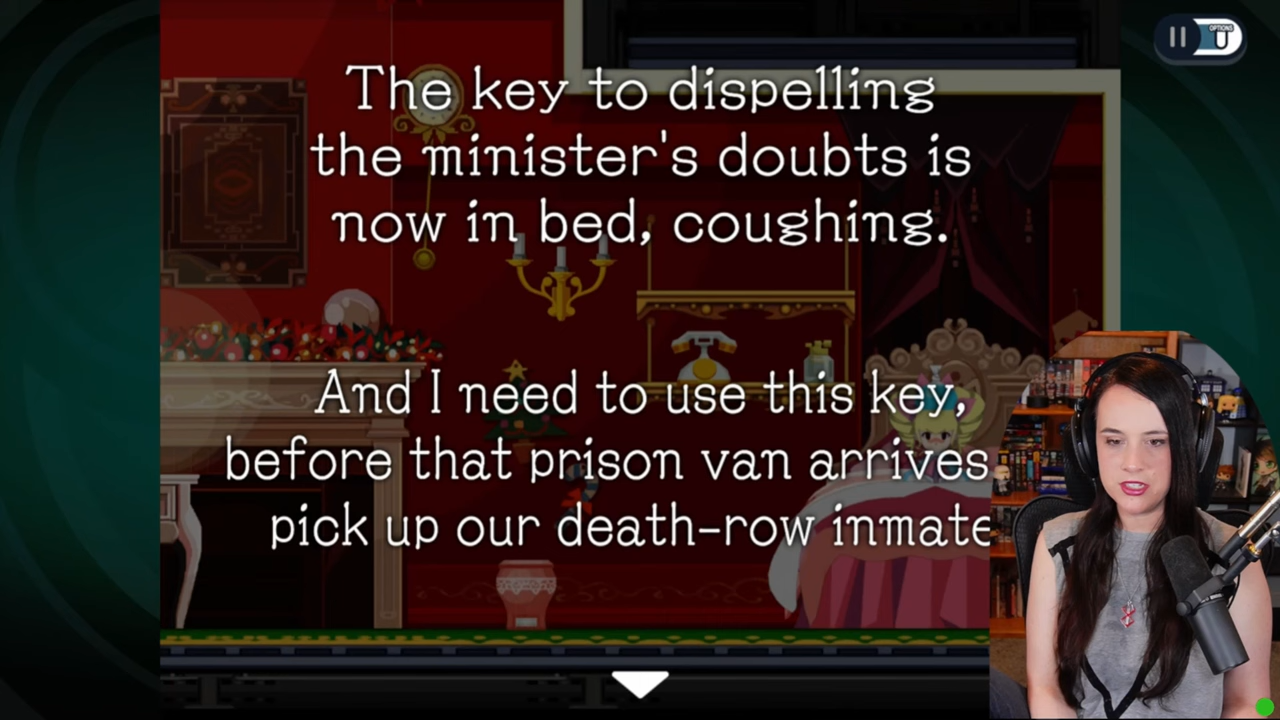 OPTIONS
The key to dispelling
the minister's doubts is
now in bed, coughing.
And I need to use this key,
before that prison van arrives
pick up our death-row inmate